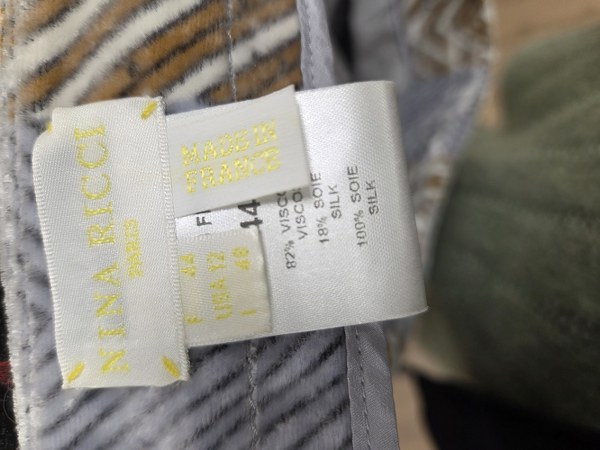 NINA RICCI
PARIS
MADE IN
FRANCE
F 44
USA 12
I 48
F
44
82% VISCO
VISCO
18% SOIE
SILK
100% SOIE
SILK